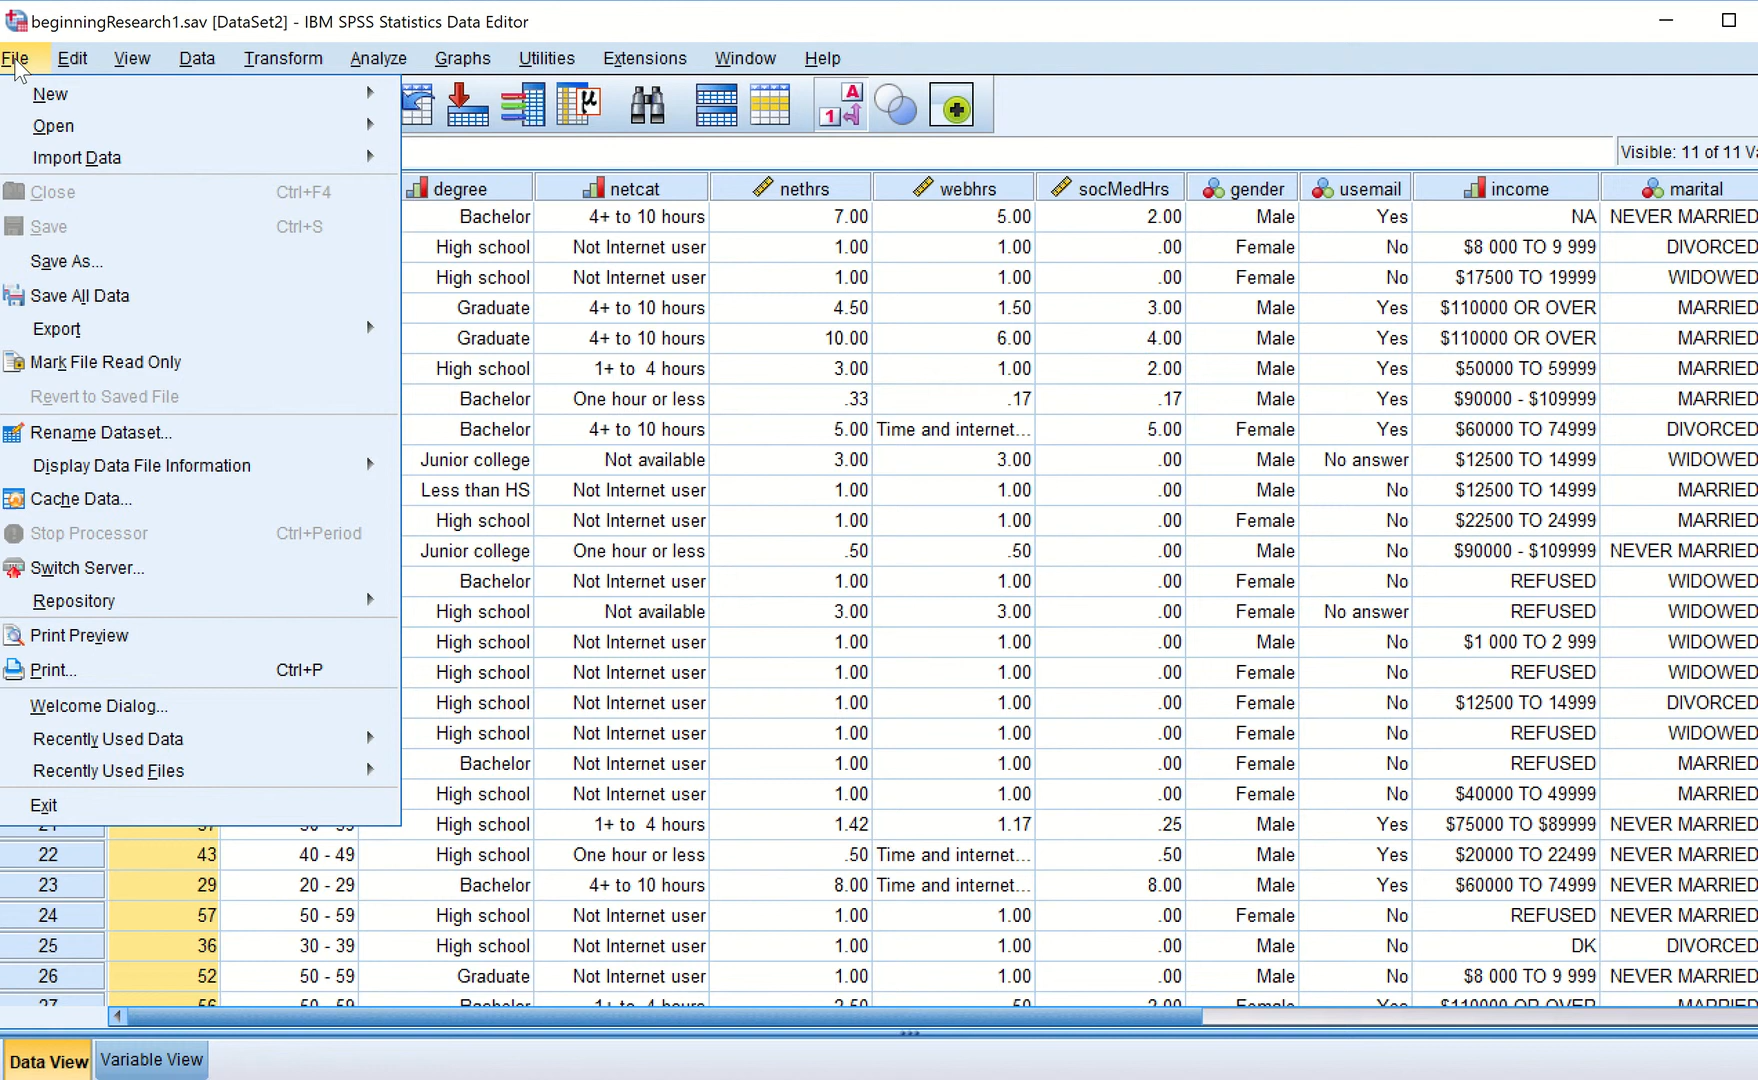 beginningResearch1.sav [DataSet2] - IBM SPSS Statistics Data Editor
File Edit View Data Transform Analyze Graphs Utilities Extensions Window Help
New
Open
Import Data
Close Ctrl+F4
Save Ctrl+S
Save As...
Save All Data
Export
Mark File Read Only
Revert to Saved File
Rename Dataset...
Display Data File Information
Cache Data...
Stop Processor Ctrl+Period
Switch Server...
Repository
Print Preview
Print... Ctrl+P
Welcome Dialog...
Recently Used Data
Recently Used Files
Exit
Visible: 11 of 11
degree netcat nethrs webhrs socMedHrs gender usemail income marital
Bachelor 4+ to 10 hours 7.00 5.00 2.00 Male Yes NA NEVER MARRIED
High school Not Internet user 1.00 1.00 .00 Female No $8 000 TO 9 999 DIVORCED
High school Not Internet user 1.00 1.00 .00 Female No $17500 TO 19999 WIDOWED
Graduate 4+ to 10 hours 4.50 1.50 3.00 Male Yes $110000 OR OVER MARRIED
Graduate 4+ to 10 hours 10.00 6.00 4.00 Male Yes $110000 OR OVER MARRIED
High school 1+ to 4 hours 3.00 1.00 2.00 Male Yes $50000 TO 59999 MARRIED
Bachelor One hour or less .33 .17 .17 Male Yes $90000 - $109999 MARRIED
Bachelor 4+ to 10 hours 5.00 Time and internet... 5.00 Female Yes $60000 TO 74999 DIVORCED
Junior college Not available 3.00 3.00 .00 Male No answer $12500 TO 14999 WIDOWED
Less than HS Not Internet user 1.00 1.00 .00 Male No $12500 TO 14999 MARRIED
High school Not Internet user 1.00 1.00 .00 Female No $22500 TO 24999 MARRIED
Junior college One hour or less .50 .50 .00 Male No $90000 - $109999 NEVER MARRIED
Bachelor Not Internet user 1.00 1.00 .00 Female No REFUSED WIDOWED
High school Not available 3.00 3.00 .00 Female No answer REFUSED WIDOWED
High school Not Internet user 1.00 1.00 .00 Male No $1 000 TO 2 999 WIDOWED
High school Not Internet user 1.00 1.00 .00 Female No REFUSED WIDOWED
High school Not Internet user 1.00 1.00 .00 Female No $12500 TO 14999 DIVORCED
High school Not Internet user 1.00 1.00 .00 Female No REFUSED WIDOWED
Bachelor Not Internet user 1.00 1.00 .00 Female No REFUSED MARRIED
High school Not Internet user 1.00 1.00 .00 Female No $40000 TO 49999 MARRIED
High school 1+ to 4 hours 1.42 1.17 .25 Male Yes $75000 TO $89999 NEVER MARRIED
22 43 40 - 49 High school One hour or less .50 Time and internet... .50 Male Yes $20000 TO 22499 NEVER MARRIED
23 29 20 - 29 Bachelor 4+ to 10 hours 8.00 Time and internet... 8.00 Male Yes $60000 TO 74999 NEVER MARRIED
24 57 50 - 59 High school Not Internet user 1.00 1.00 .00 Female No REFUSED NEVER MARRIED
25 36 30 - 39 High school Not Internet user 1.00 1.00 .00 Male No DK DIVORCED
26 52 50 - 59 Graduate Not Internet user 1.00 1.00 .00 Male No $8 000 TO 9 999 NEVER MARRIED
Data View Variable View